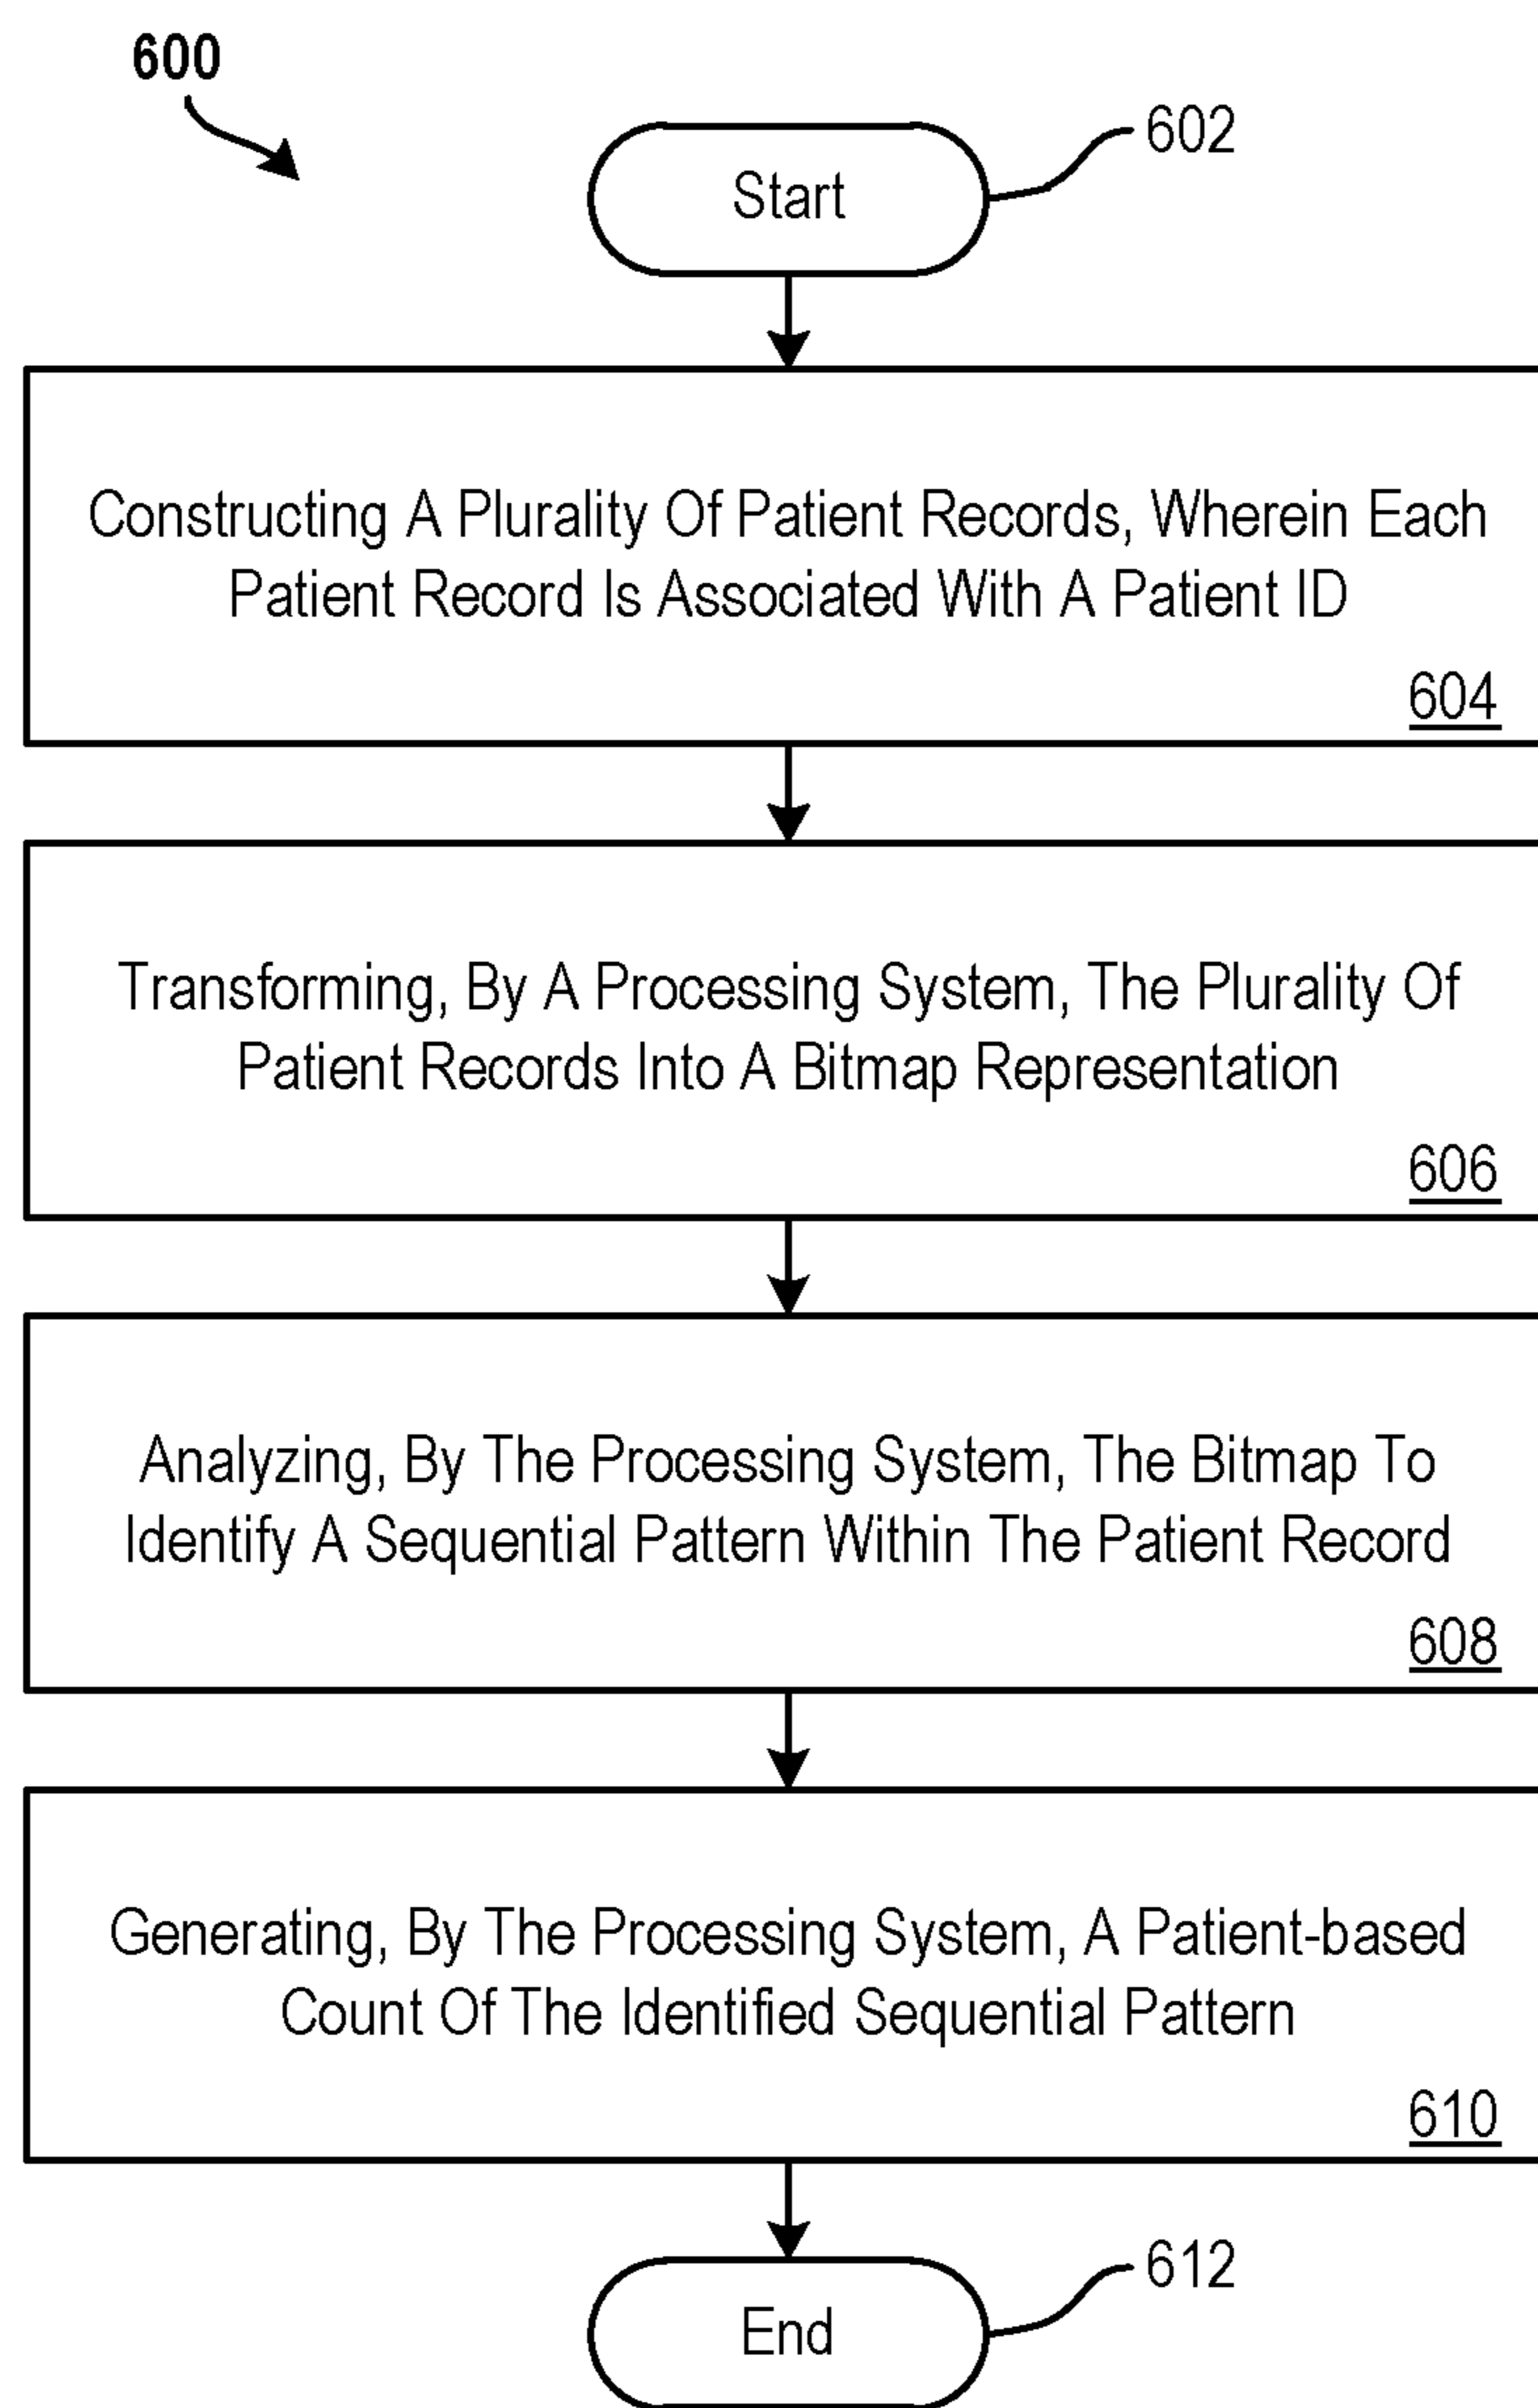 600
602
Start
Constructing A Plurality Of Patient Records, Wherein Each
Patient Record Is Associated With A Patient ID
604
Transforming, By A Processing System, The Plurality Of
Patient Records Into A Bitmap Representation
606
Analyzing, By The Processing System, The Bitmap To
Identify A Sequential Pattern Within The Patient Record
608
Generating, By The Processing System, A Patient-based
Count Of The Identified Sequential Pattern
610
612
End